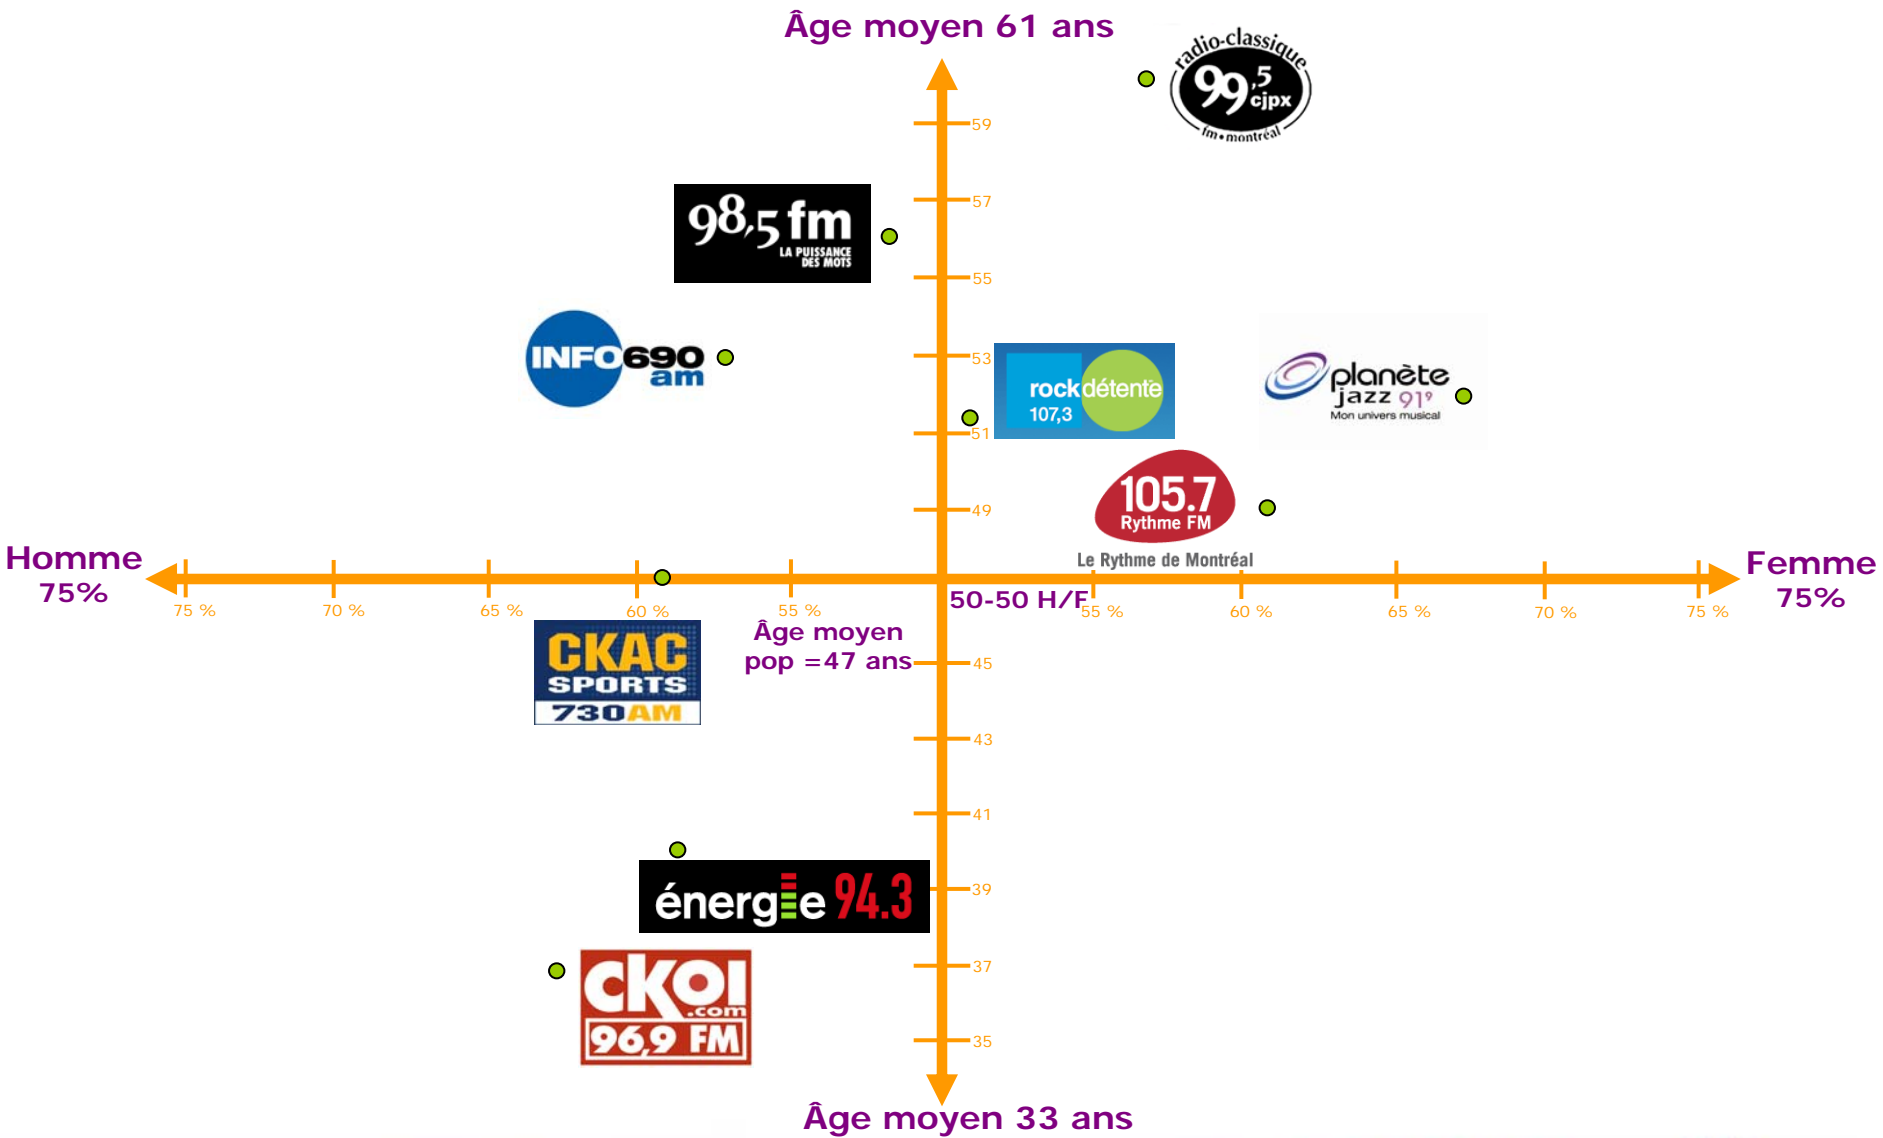 Âge moyen 61 ans
radio-classique
99,5
cjpx
fm•montréal
59
57
98,5 fm
LA PUISSANCE
DES MOTS
55
INFO690
am
53
rockdétente
107,3
planète
jazz 91⁹
Mon univers musical
51
105.7
Rythme FM
Le Rythme de Montréal
49
Homme
75%
Femme
75%
75 %
70 %
65 %
60 %
55 %
50-50 H/F
55 %
60 %
65 %
70 %
75 %
Âge moyen
pop =47 ans
45
CKAC
SPORTS
730AM
43
41
énergie 94.3
39
37
CKOI
.com
96,9 FM
35
Âge moyen 33 ans